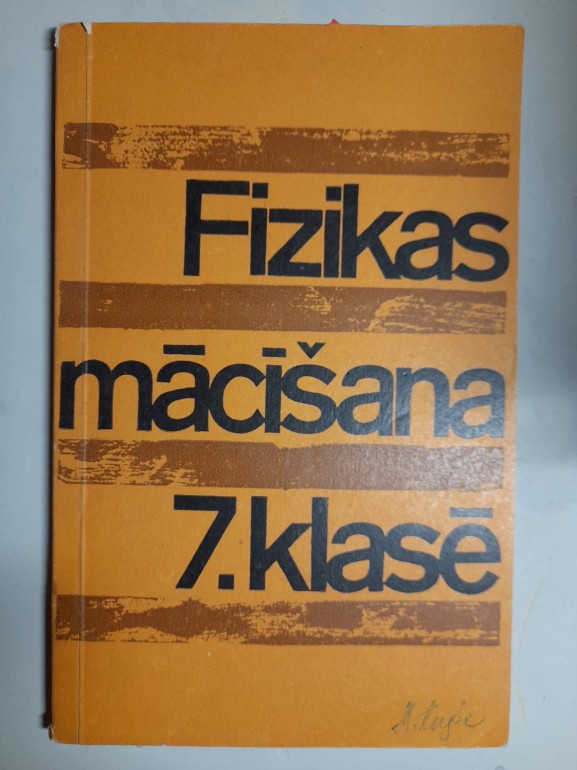 Fizikas
mācīšana
7. klasē